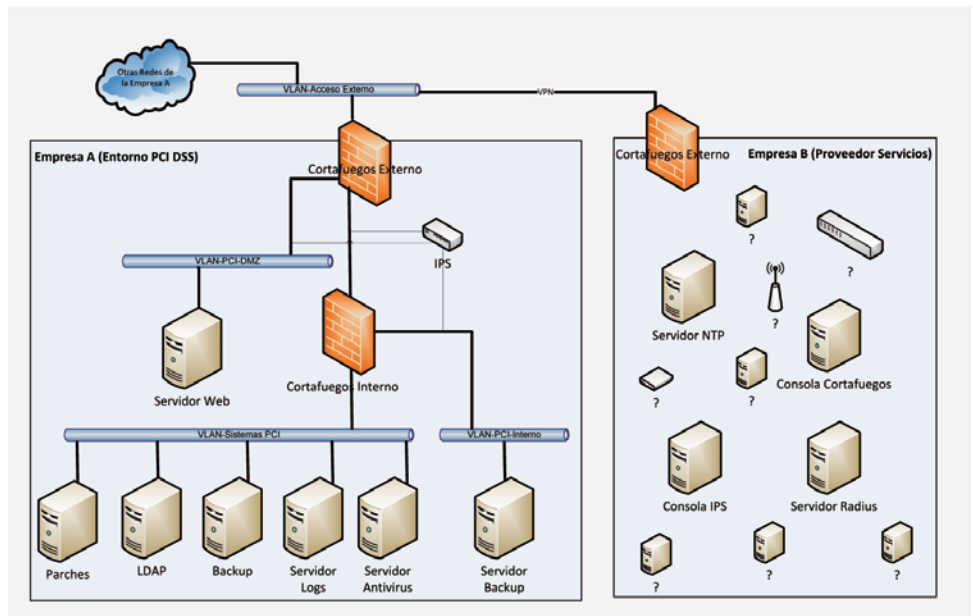 Otras Redes de
la Empresa A
VLAN-Acceso Externo
VPN
Empresa A (Entorno PCI DSS)
Cortafuegos Externo
Cortafuegos Externo
Empresa B (Proveedor Servicios)
?
?
IPS
VLAN-PCI-DMZ
?
Servidor NTP
Servidor Web
Cortafuegos Interno
?
?
Consola Cortafuegos
VLAN-Sistemas PCI
VLAN-PCI-Interno
Consola IPS
Servidor Radius
Parches
LDAP
Backup
Servidor
Logs
Servidor
Antivirus
Servidor
Backup
?
?
?